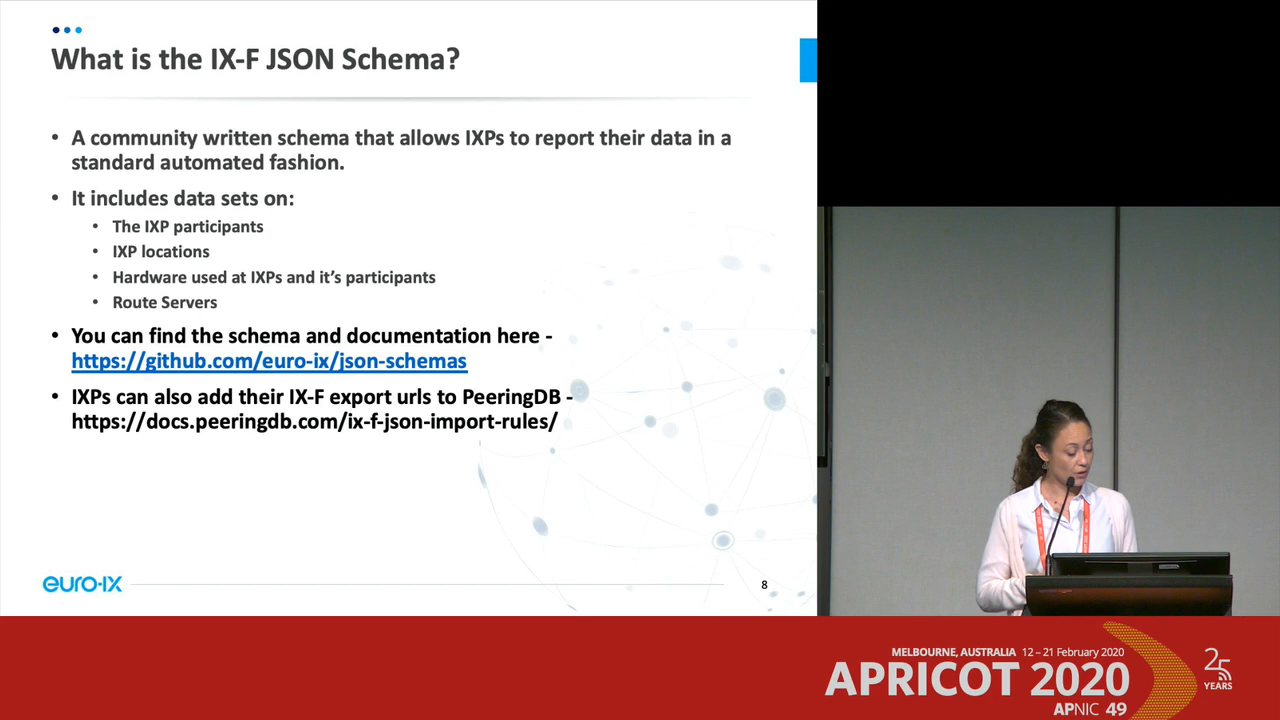 What is the IX-F JSON Schema?
• A community written schema that allows IXPs to report their data in a
standard automated fashion.
• It includes data sets on:
• The IXP participants
• IXP locations
• Hardware used at IXPs and it's participants
• Route Servers
• You can find the schema and documentation here -
https://github.com/euro-ix/json-schemas
• IXPs can also add their IX-F export urls to PeeringDB -
https://docs.peeringdb.com/ix-f-json-import-rules/
euro-ix
8
MELBOURNE, AUSTRALIA 12 – 21 February 2020
APRICOT 2020
APNIC 49
25
YEARS